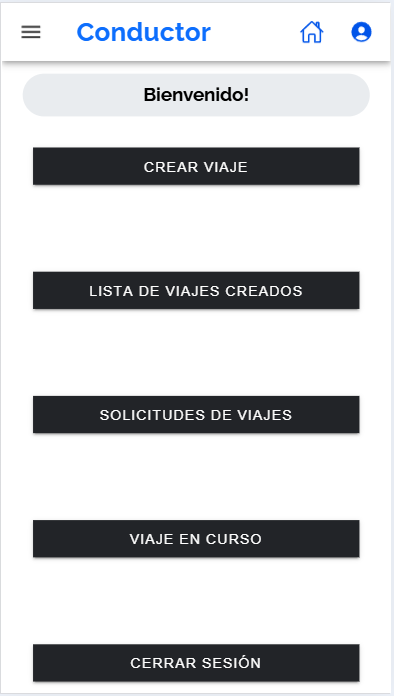 Conductor
Bienvenido!
CREAR VIAJE
LISTA DE VIAJES CREADOS
SOLICITUDES DE VIAJES
VIAJE EN CURSO
CERRAR SESIÓN